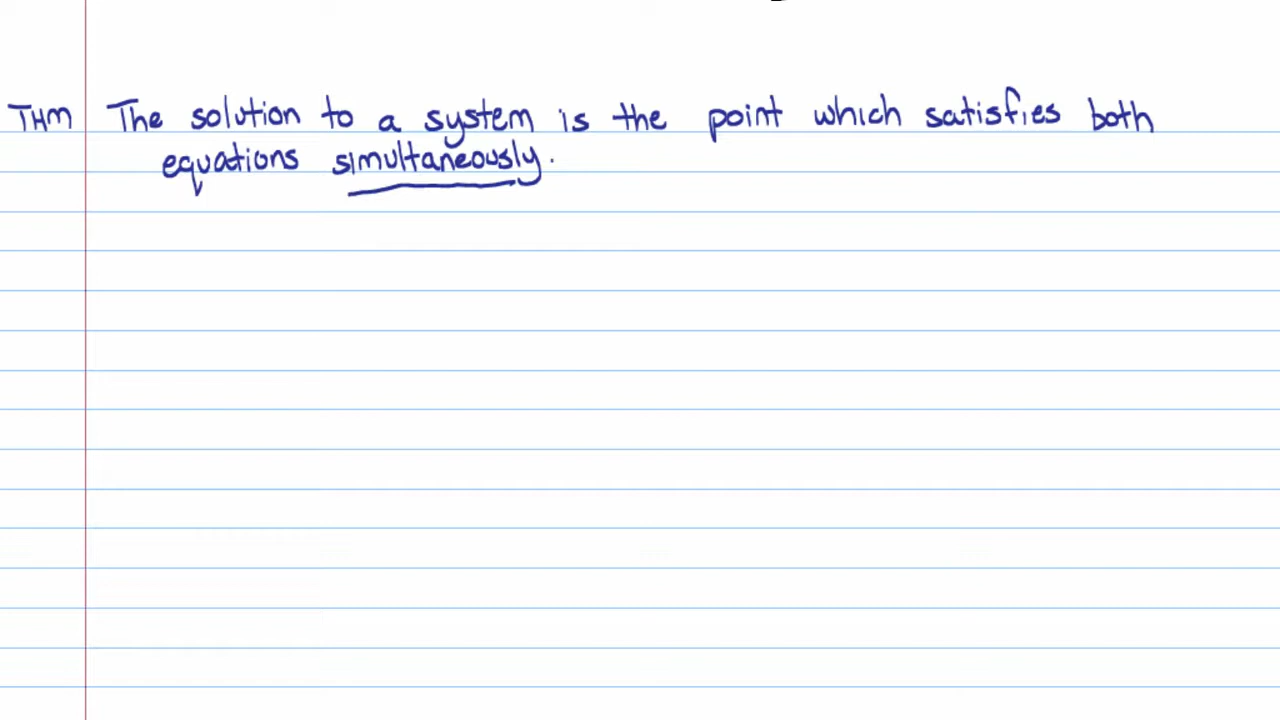 THM The solution to a system is the point which satisfies both
equations simultaneously.